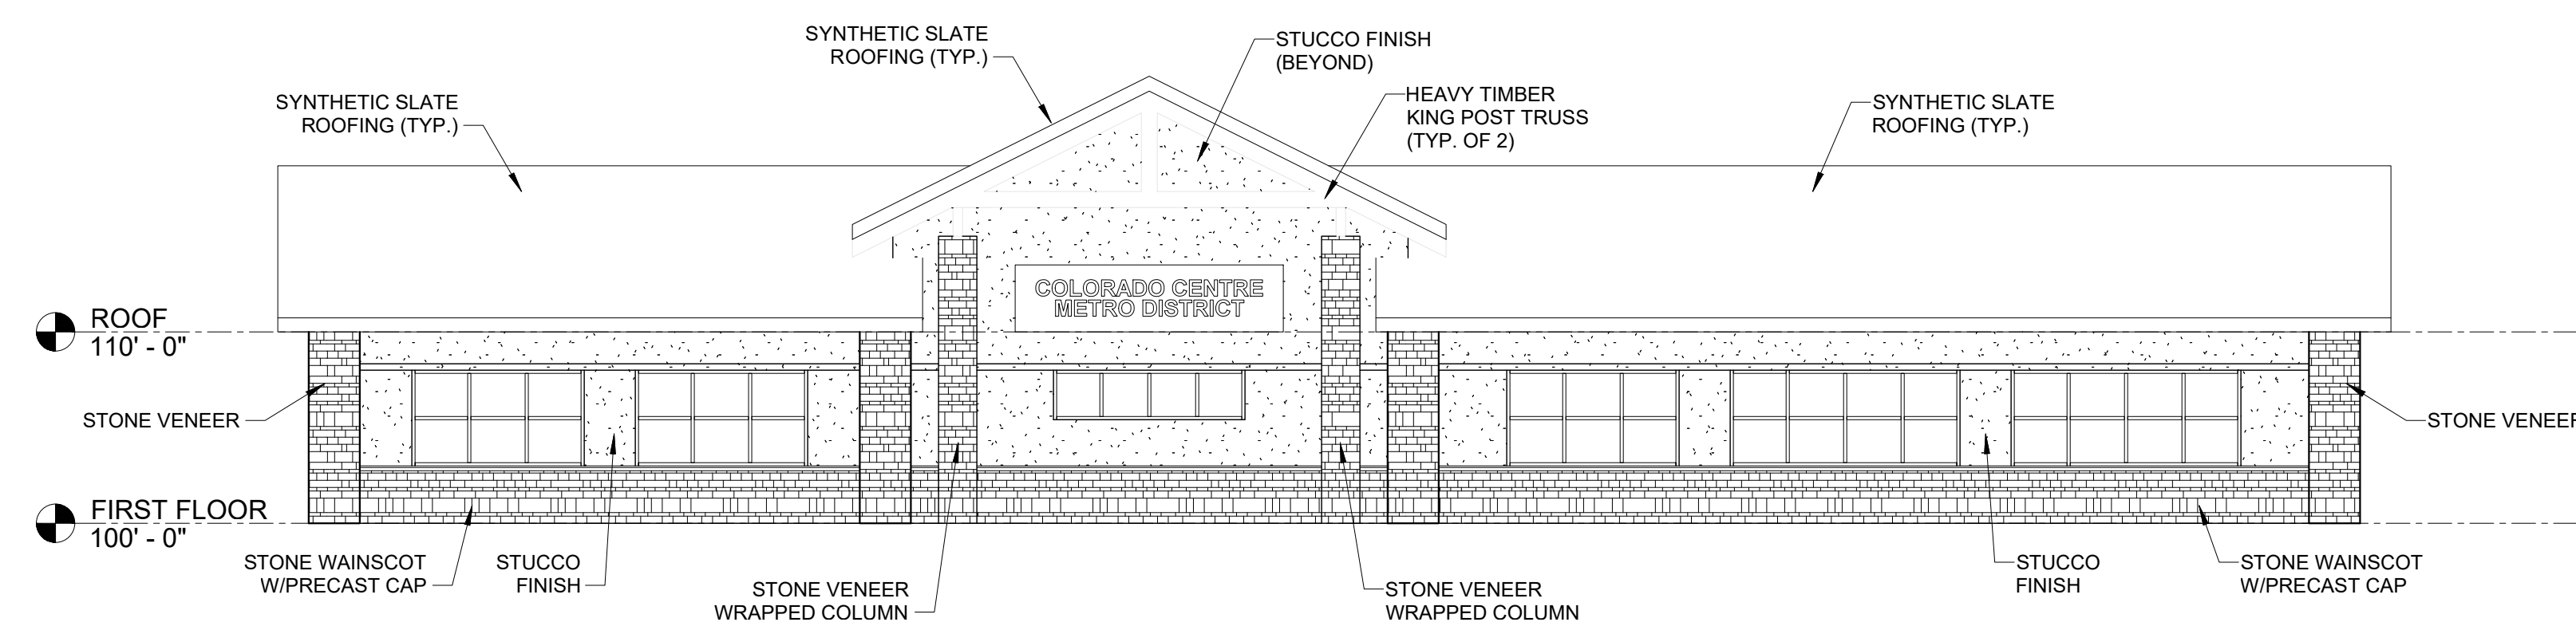 SYNTHETIC SLATE
ROOFING (TYP.)
STUCCO FINISH
(BEYOND)
SYNTHETIC SLATE
ROOFING (TYP.)
HEAVY TIMBER
KING POST TRUSS
(TYP. OF 2)
SYNTHETIC SLATE
ROOFING (TYP.)
COLORADO CENTRE
METRO DISTRICT
ROOF
110' - 0"
STONE VENEER
STONE VENEER
FIRST FLOOR
100' - 0"
STONE WAINSCOT
W/PRECAST CAP
STUCCO
FINISH
STONE VENEER
WRAPPED COLUMN
STONE VENEER
WRAPPED COLUMN
STUCCO
FINISH
STONE WAINSCOT
W/PRECAST CAP